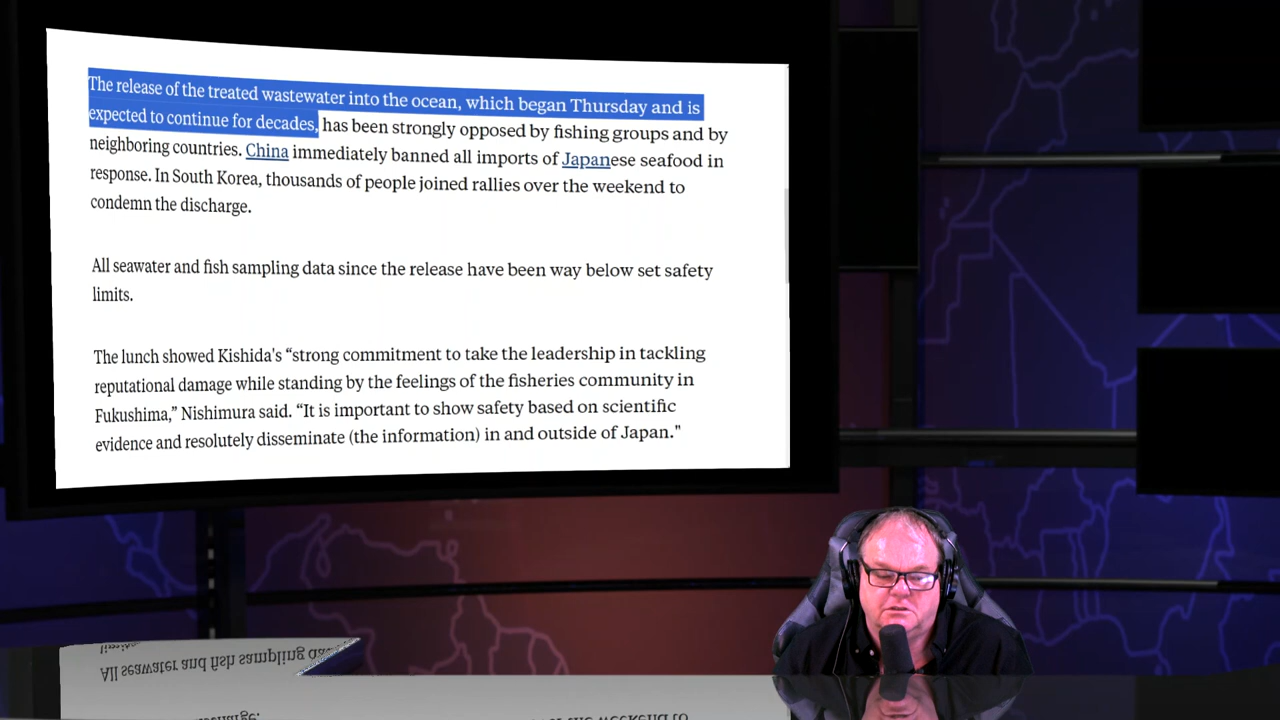 The release of the treated wastewater into the ocean, which began Thursday and is
expected to continue for decades, has been strongly opposed by fishing groups and by
neighboring countries. China immediately banned all imports of Japanese seafood in
response. In South Korea, thousands of people joined rallies over the weekend to
condemn the discharge.
All seawater and fish sampling data since the release have been way below set safety
limits.
The lunch showed Kishida's “strong commitment to take the leadership in tackling
reputational damage while standing by the feelings of the fisheries community in
Fukushima,” Nishimura said. “It is important to show safety based on scientific
evidence and resolutely disseminate (the information) in and outside of Japan."